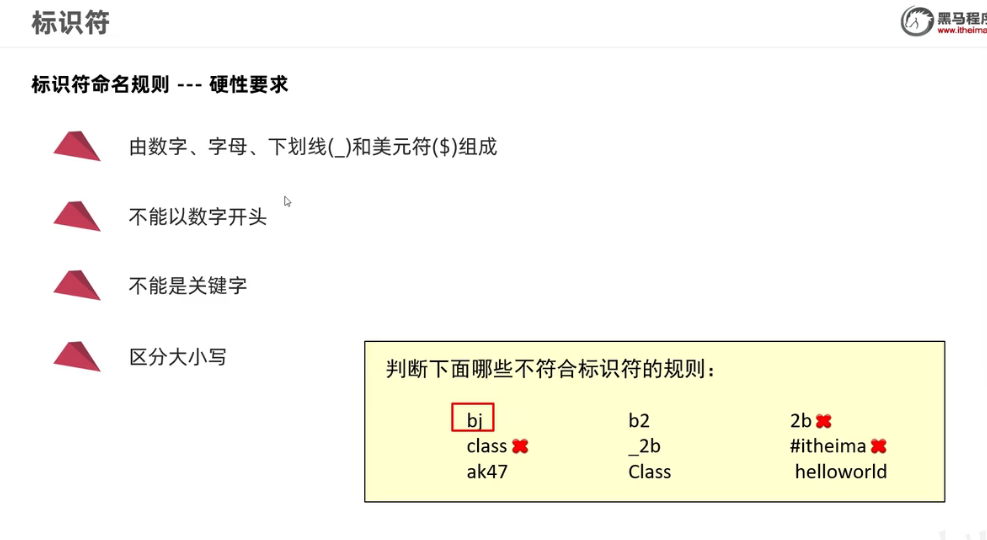 标识符
黑马程序
www.itheima
标识符命名规则 --- 硬性要求
由数字、字母、下划线(_)和美元符($)组成
不能以数字开头
不能是关键字
区分大小写
判断下面哪些不符合标识符的规则：
bj b2 2b
class _2b #itheima
ak47 Class helloworld